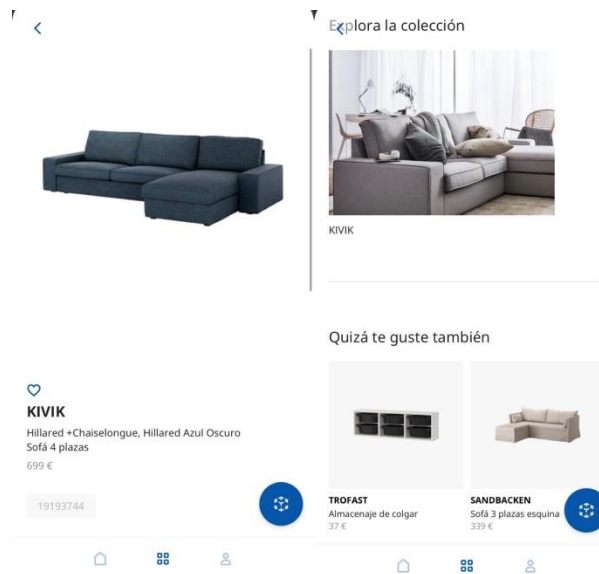 KIVIK
Hillared +Chaiselongue, Hillared Azul Oscuro
Sofá 4 plazas
699 €
19193744
Explora la colección
KIVIK
Quizá te guste también
TROFAST
Almacenaje de colgar
37 €
SANDBACKEN
Sofá 3 plazas esquina
339 €